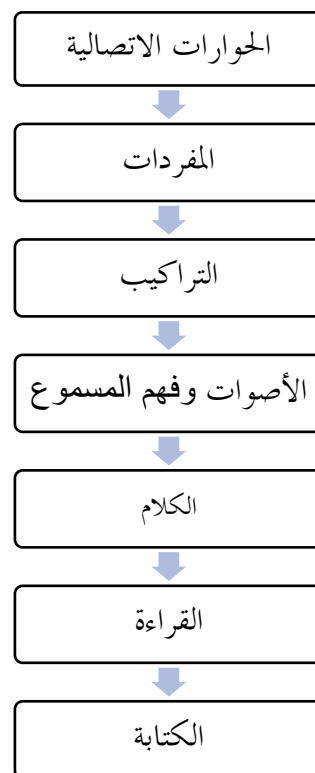 الحوارات الاتصالية
المفردات
التراكيب
الأصوات وفهم المسموع
الكلام
القراءة
الكتابة